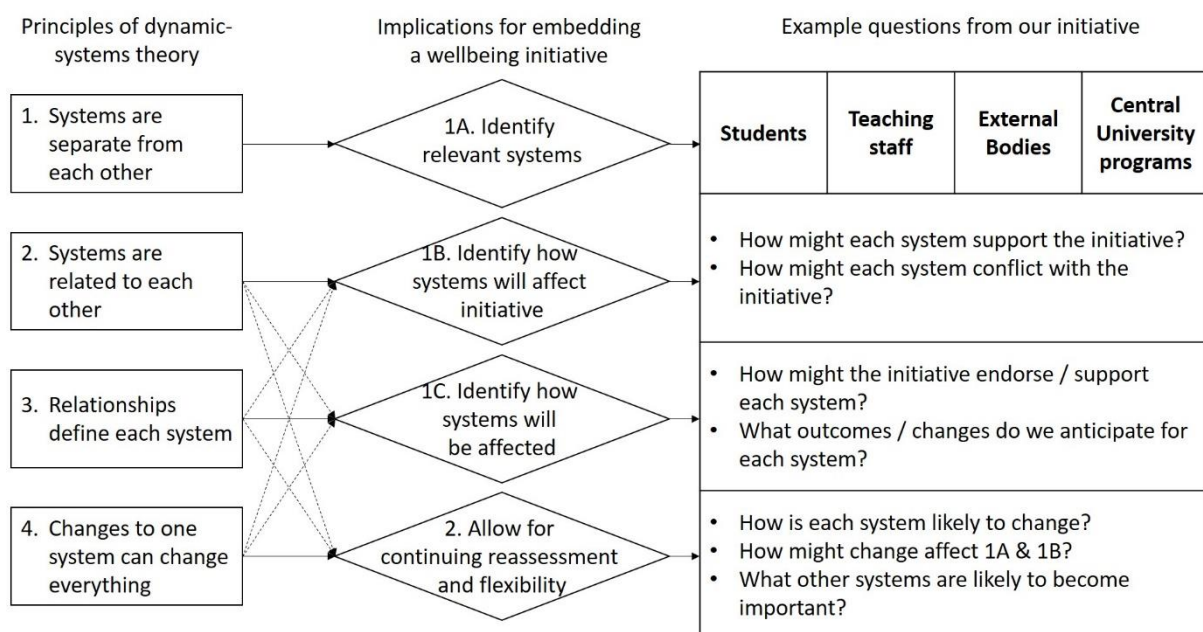 Principles of dynamic-
systems theory
Implications for embedding
a wellbeing initiative
Example questions from our initiative
1. Systems are
separate from
each other
1A. Identify
relevant systems
Students
Teaching
staff
External
Bodies
Central
University
programs
2. Systems are
related to each
other
1B. Identify how
systems will affect
initiative
• How might each system support the initiative?
• How might each system conflict with the
initiative?
3. Relationships
define each system
1C. Identify how
systems will
be affected
• How might the initiative endorse / support
each system?
• What outcomes / changes do we anticipate for
each system?
4. Changes to one
system can change
everything
2. Allow for
continuing reassessment
and flexibility
• How is each system likely to change?
• How might change affect 1A & 1B?
• What other systems are likely to become
important?